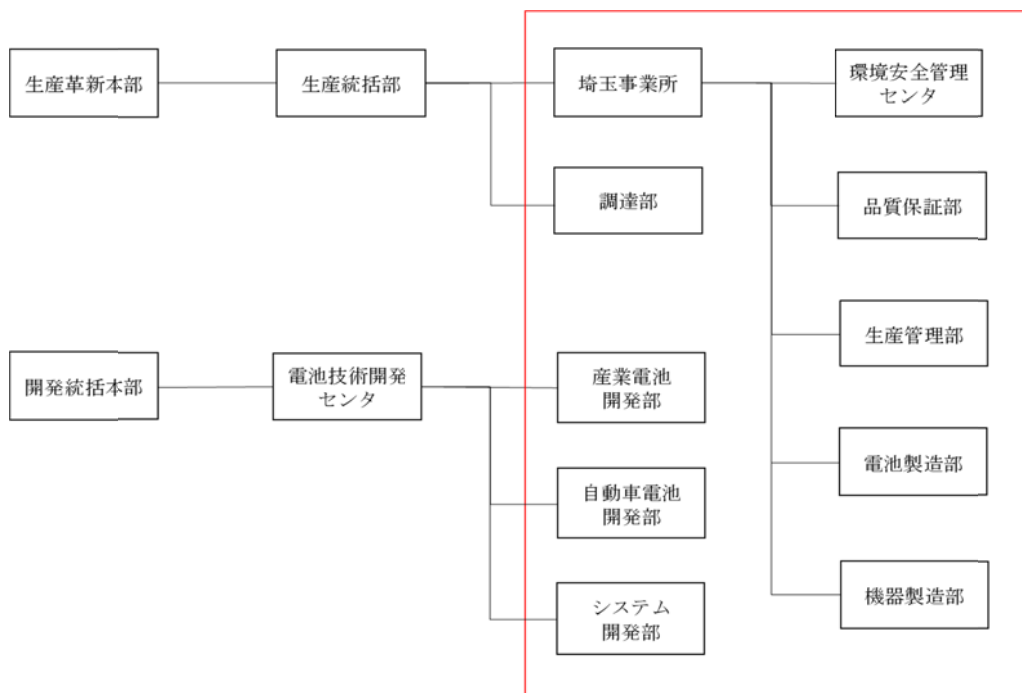 生産革新本部
生産統括部
埼玉事業所
環境安全管理
センタ
調達部
品質保証部
生産管理部
開発統括本部
電池技術開発
センタ
産業電池
開発部
電池製造部
自動車電池
開発部
機器製造部
システム
開発部